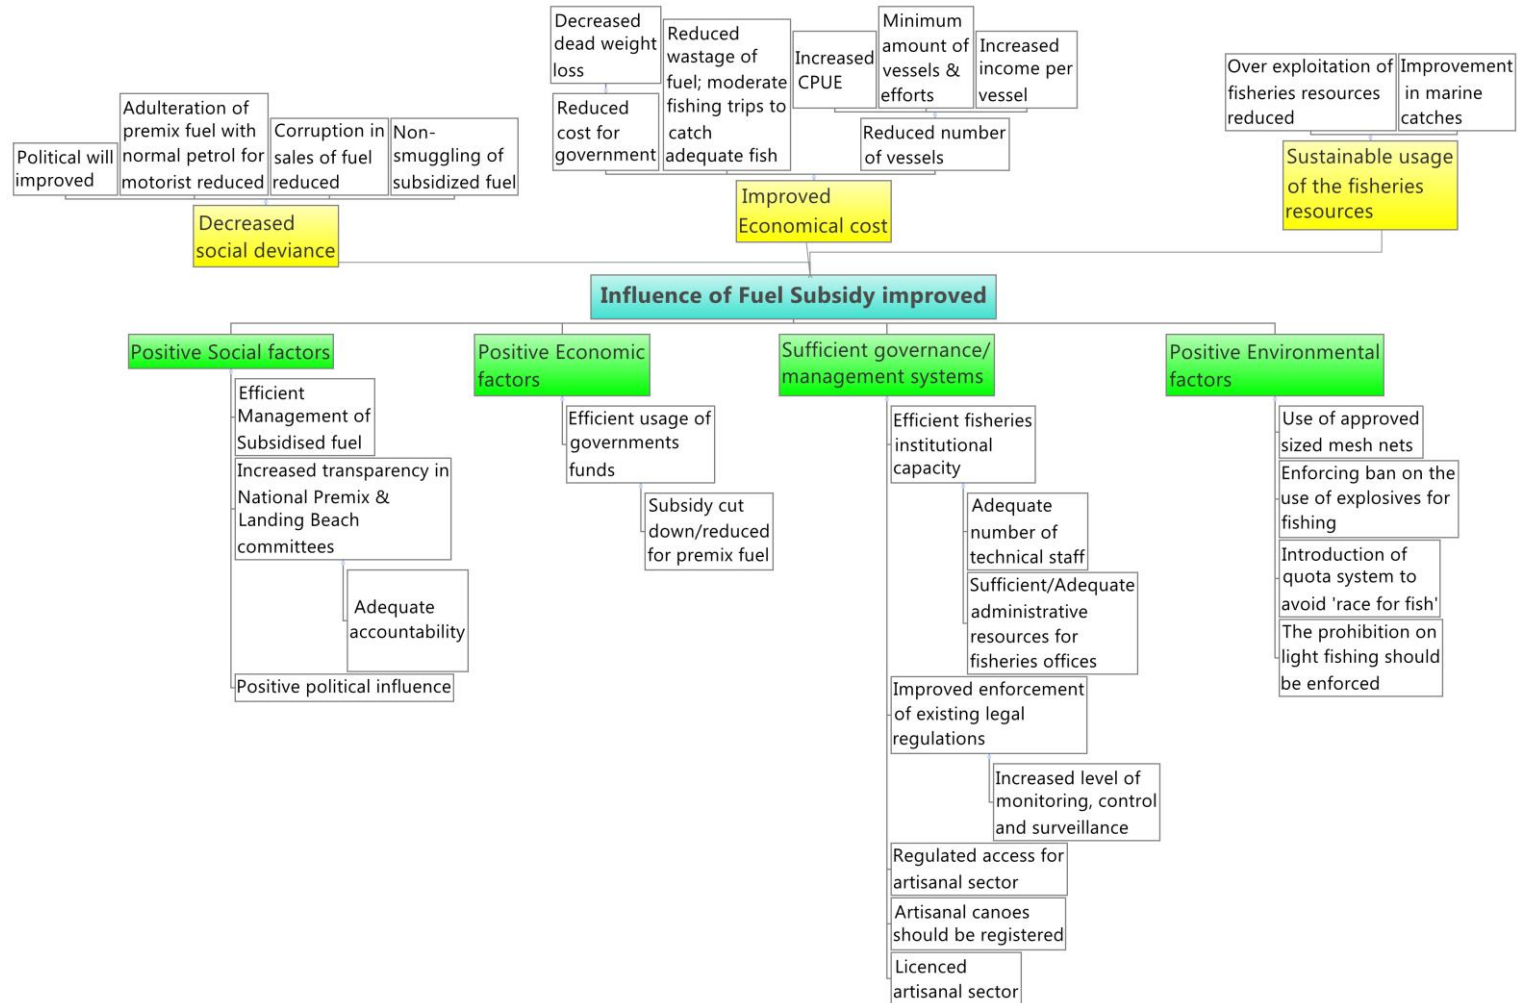 Decreased
dead weight
loss
Reduced
wastage of
fuel; moderate
fishing trips to
catch
adequate fish
Increased
CPUE
Minimum
amount of
vessels &
efforts
Increased
income per
vessel
Over exploitation of
fisheries resources
reduced
Improvement
in marine
catches
Political will
improved
Adulteration of
premix fuel with
normal petrol for
motorist reduced
Corruption in
sales of fuel
reduced
Non-
smuggling of
subsidized fuel
Reduced
cost for
government
Reduced number
of vessels
Decreased
social deviance
Improved
Economical cost
Sustainable usage
of the fisheries
resources
Influence of Fuel Subsidy improved
Positive Social factors
Efficient
Management of
Subsidised fuel
Increased transparency in
National Premix &
Landing Beach
committees
Adequate
accountability
Positive political influence
Positive Economic
factors
Efficient usage of
governments
funds
Subsidy cut
down/reduced
for premix fuel
Sufficient governance/
management systems
Efficient fisheries
institutional
capacity
Adequate
number of
technical staff
Sufficient/Adequate
administrative
resources for
fisheries offices
Improved enforcement
of existing legal
regulations
Increased level of
monitoring, control
and surveillance
Regulated access for
artisanal sector
Artisanal canoes
should be registered
Licenced
artisanal sector
Positive Environmental
factors
Use of approved
sized mesh nets
Enforcing ban on the
use of explosives for
fishing
Introduction of
quota system to
avoid 'race for fish'
The prohibition on
light fishing should
be enforced